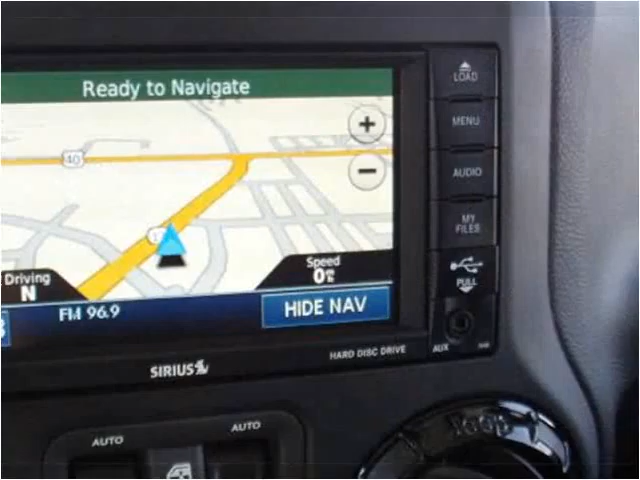 Ready to Navigate
LOAD
+
MENU
40
−
AUDIO
MY
FILES
Driving
N
Speed
0
PULL
FM 96.9
HIDE NAV
AUX
HARD DISC DRIVE
SIRIUS
AUTO
AUTO
Jeep